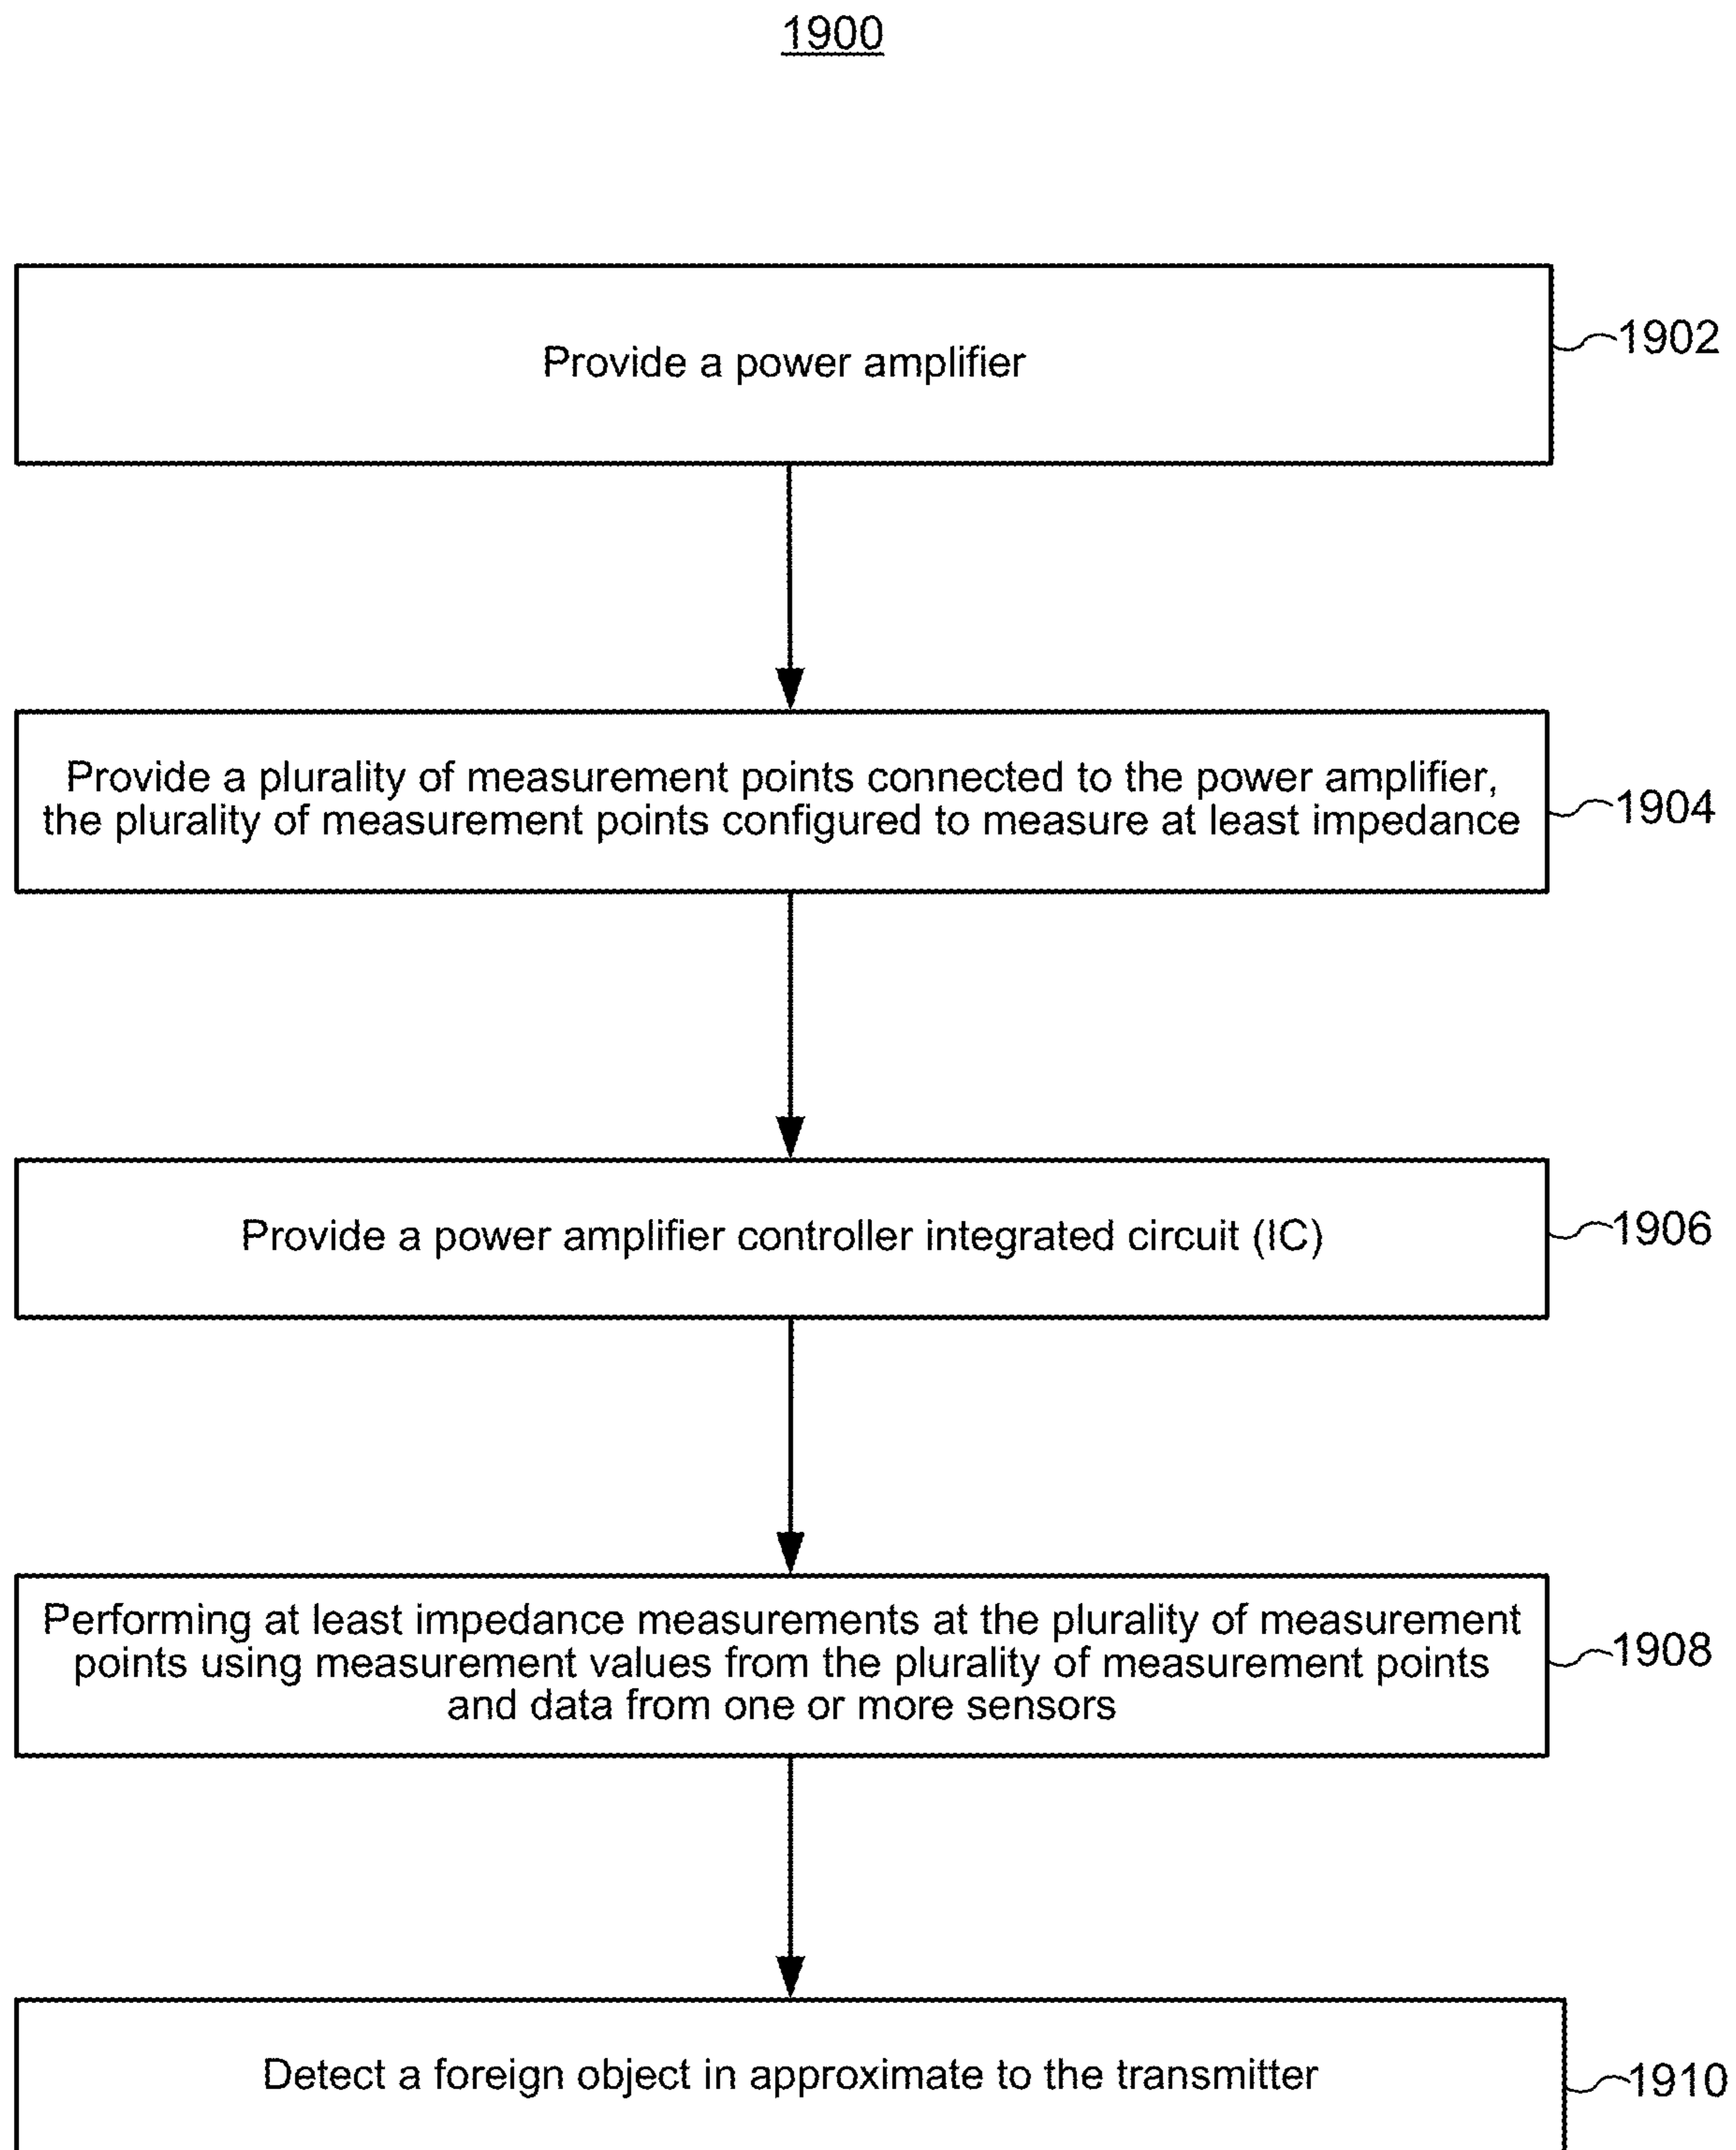 1900
Provide a power amplifier
1902
Provide a plurality of measurement points connected to the power amplifier,
the plurality of measurement points configured to measure at least impedance
1904
Provide a power amplifier controller integrated circuit (IC)
1906
Performing at least impedance measurements at the plurality of measurement
points using measurement values from the plurality of measurement points
and data from one or more sensors
1908
Detect a foreign object in approximate to the transmitter
1910